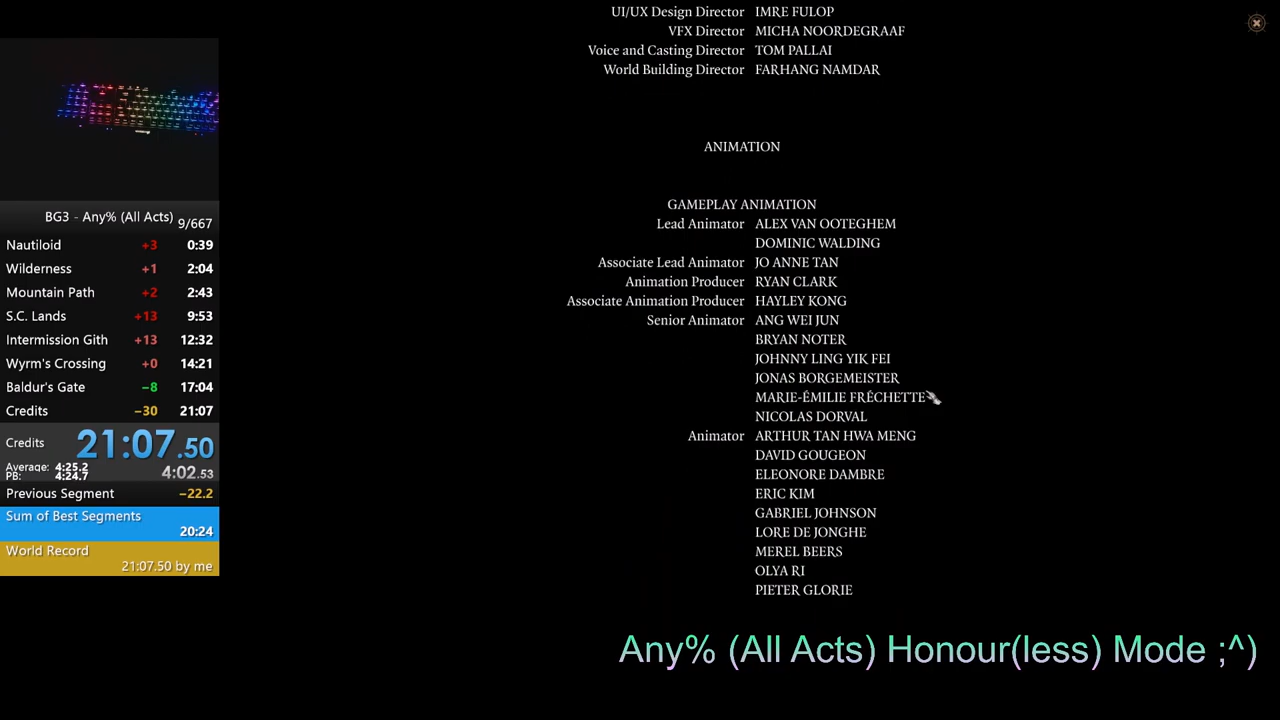 BG3 - Any% (All Acts) 9/667
Nautiloid +3 0:39
Wilderness +1 2:04
Mountain Path +2 2:43
S.C. Lands +13 9:53
Intermission Gith +13 12:32
Wyrm's Crossing +0 14:21
Baldur's Gate −8 17:04
Credits −30 21:07
Credits 21:07.50
Average: 4:25.2
PB: 4:24.7 4:02.53
Previous Segment −22.2
Sum of Best Segments
20:24
World Record
21:07.50 by me
UI/UX Design Director IMRE FULOP
VFX Director MICHA NOORDEGRAAF
Voice and Casting Director TOM PALLAI
World Building Director FARHANG NAMDAR
ANIMATION
GAMEPLAY ANIMATION
Lead Animator ALEX VAN OOTEGHEM
DOMINIC WALDING
Associate Lead Animator JO ANNE TAN
Animation Producer RYAN CLARK
Associate Animation Producer HAYLEY KONG
Senior Animator ANG WEI JUN
BRYAN NOTER
JOHNNY LING YIK FEI
JONAS BORGEMEISTER
MARIE-ÉMILIE FRÉCHETTE
NICOLAS DORVAL
Animator ARTHUR TAN HWA MENG
DAVID GOUGEON
ELEONORE DAMBRE
ERIC KIM
GABRIEL JOHNSON
LORE DE JONGHE
MEREL BEERS
OLYA RI
PIETER GLORIE
Any% (All Acts) Honour(less) Mode ;^)